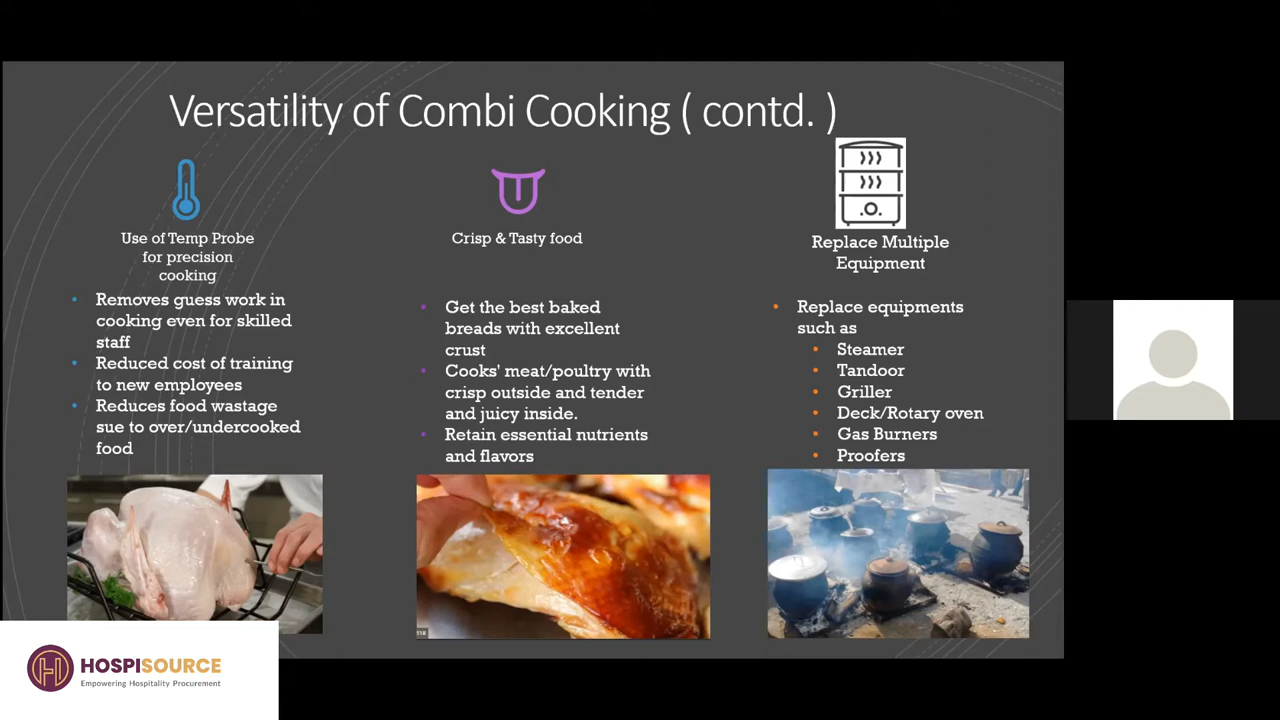 Versatility of Combi Cooking ( contd. )
Use of Temp Probe
for precision
cooking
Removes guess work in
cooking even for skilled
staff
Reduced cost of training
to new employees
Reduces food wastage
sue to over/undercooked
food
Crisp & Tasty food
Get the best baked
breads with excellent
crust
Cooks' meat/poultry with
crisp outside and tender
and juicy inside.
Retain essential nutrients
and flavors
Replace Multiple
Equipment
Replace equipments
such as
Steamer
Tandoor
Griller
Deck/Rotary oven
Gas Burners
Proofers
HOSPISOURCE
Empowering Hospitality Procurement